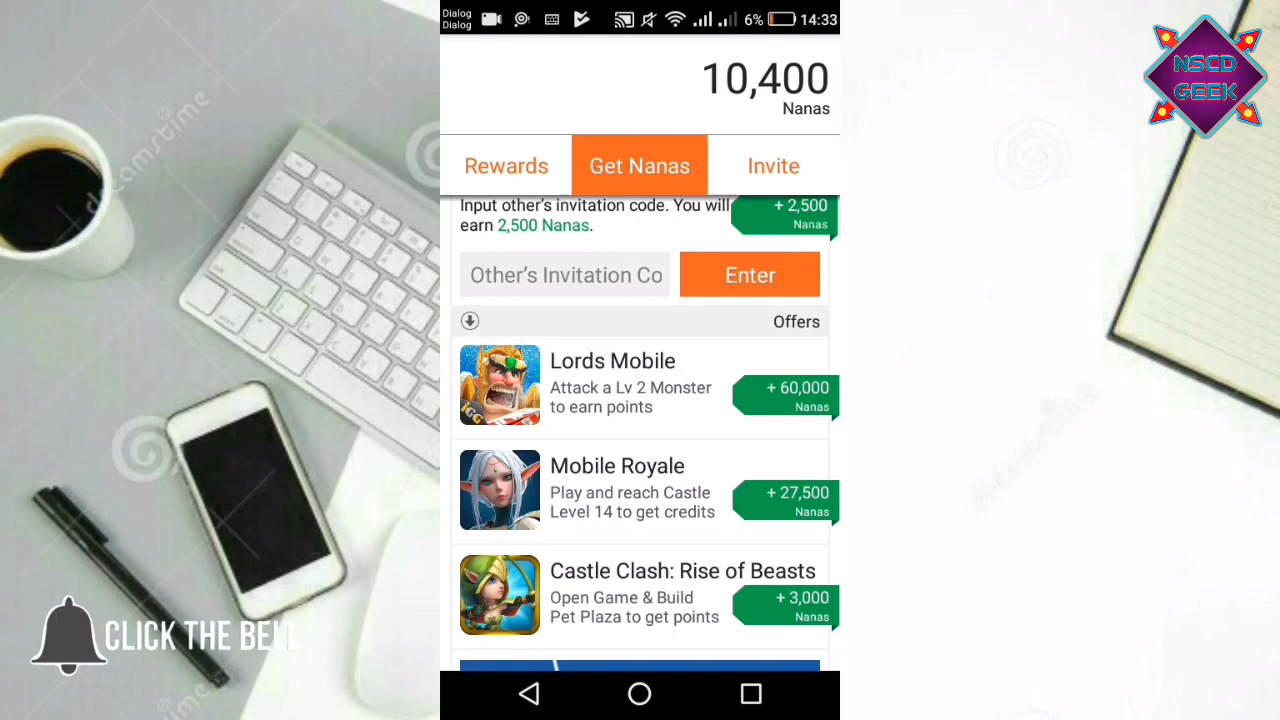 Dialog
Dialog
6%
14:33
NSCD
GEEK
10,400
Nanas
Rewards
Get Nanas
Invite
Input other's invitation code. You will
earn 2,500 Nanas.
+ 2,500
Nanas
Other's Invitation Co
Enter
Offers
Lords Mobile
Attack a Lv 2 Monster
to earn points
+ 60,000
Nanas
IGG
Mobile Royale
Play and reach Castle
Level 14 to get credits
+ 27,500
Nanas
Castle Clash: Rise of Beasts
Open Game & Build
Pet Plaza to get points
+ 3,000
Nanas
CLICK THE BELL
dreamstime